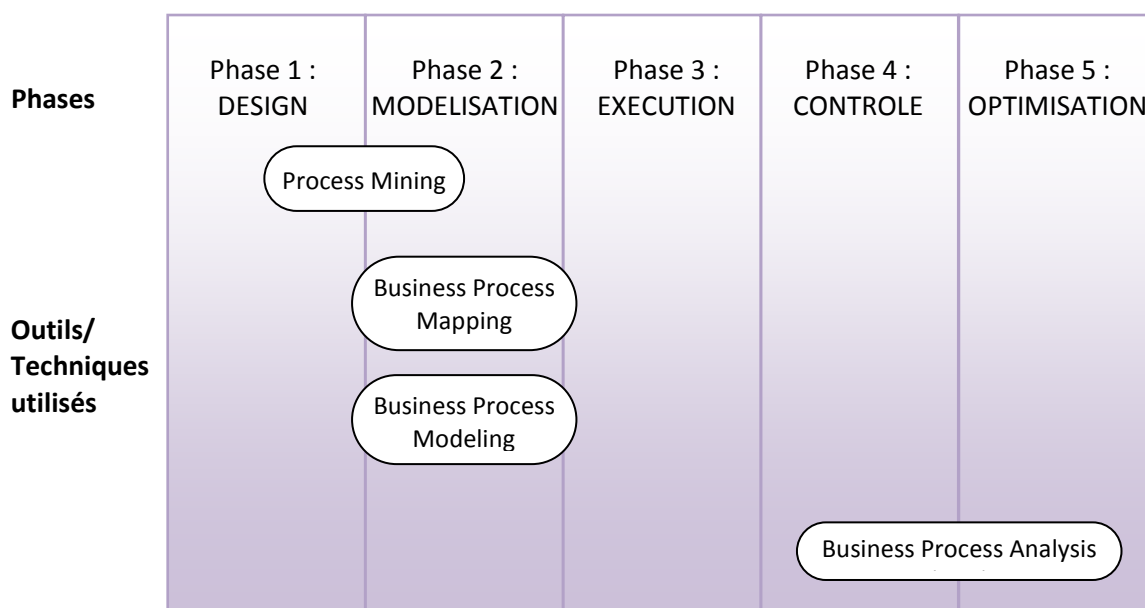 Phases
Phase 1 :
DESIGN
Phase 2 :
MODELISATION
Phase 3 :
EXECUTION
Phase 4 :
CONTROLE
Phase 5 :
OPTIMISATION
Process Mining
Outils/
Techniques
utilisés
Business Process
Mapping
Business Process
Modeling
Business Process Analysis